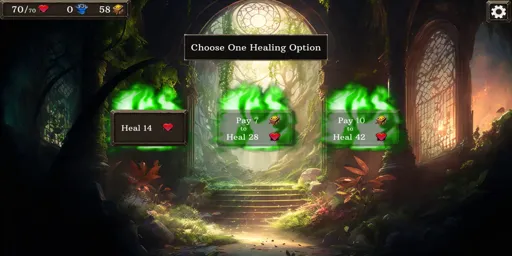 70/70 0 58
Choose One Healing Option
Heal 14
Pay 7
to
Heal 28
Pay 10
to
Heal 42